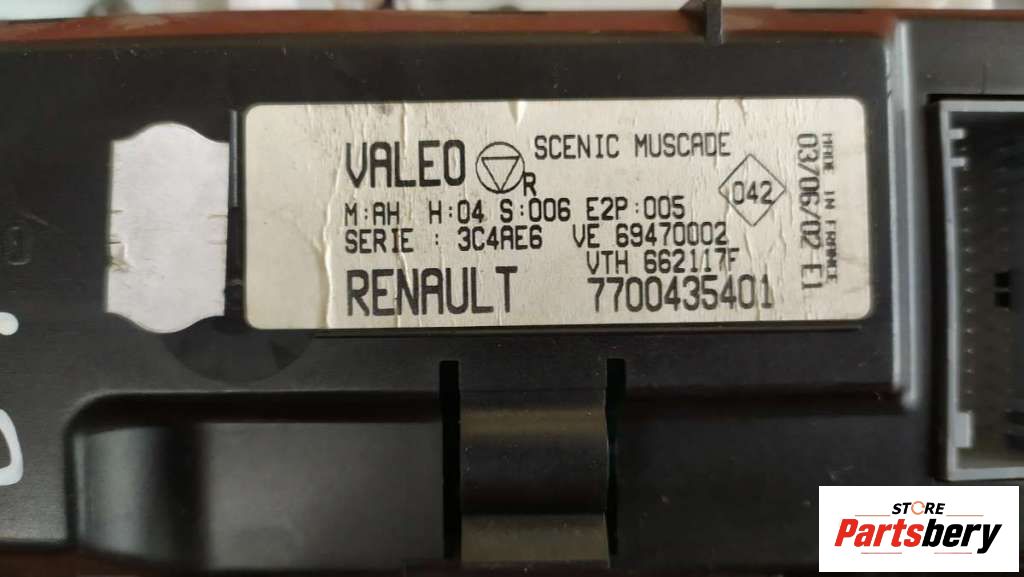 VALEO R SCENIC MUSCADE
042
M:AH H:04 S:006 E2P:005
SERIE : 3C4AE6 VE 69470002
VTH 662117F
RENAULT 7700435401
MADE IN FRANCE
03/06/02 E1
STORE
Partsbery